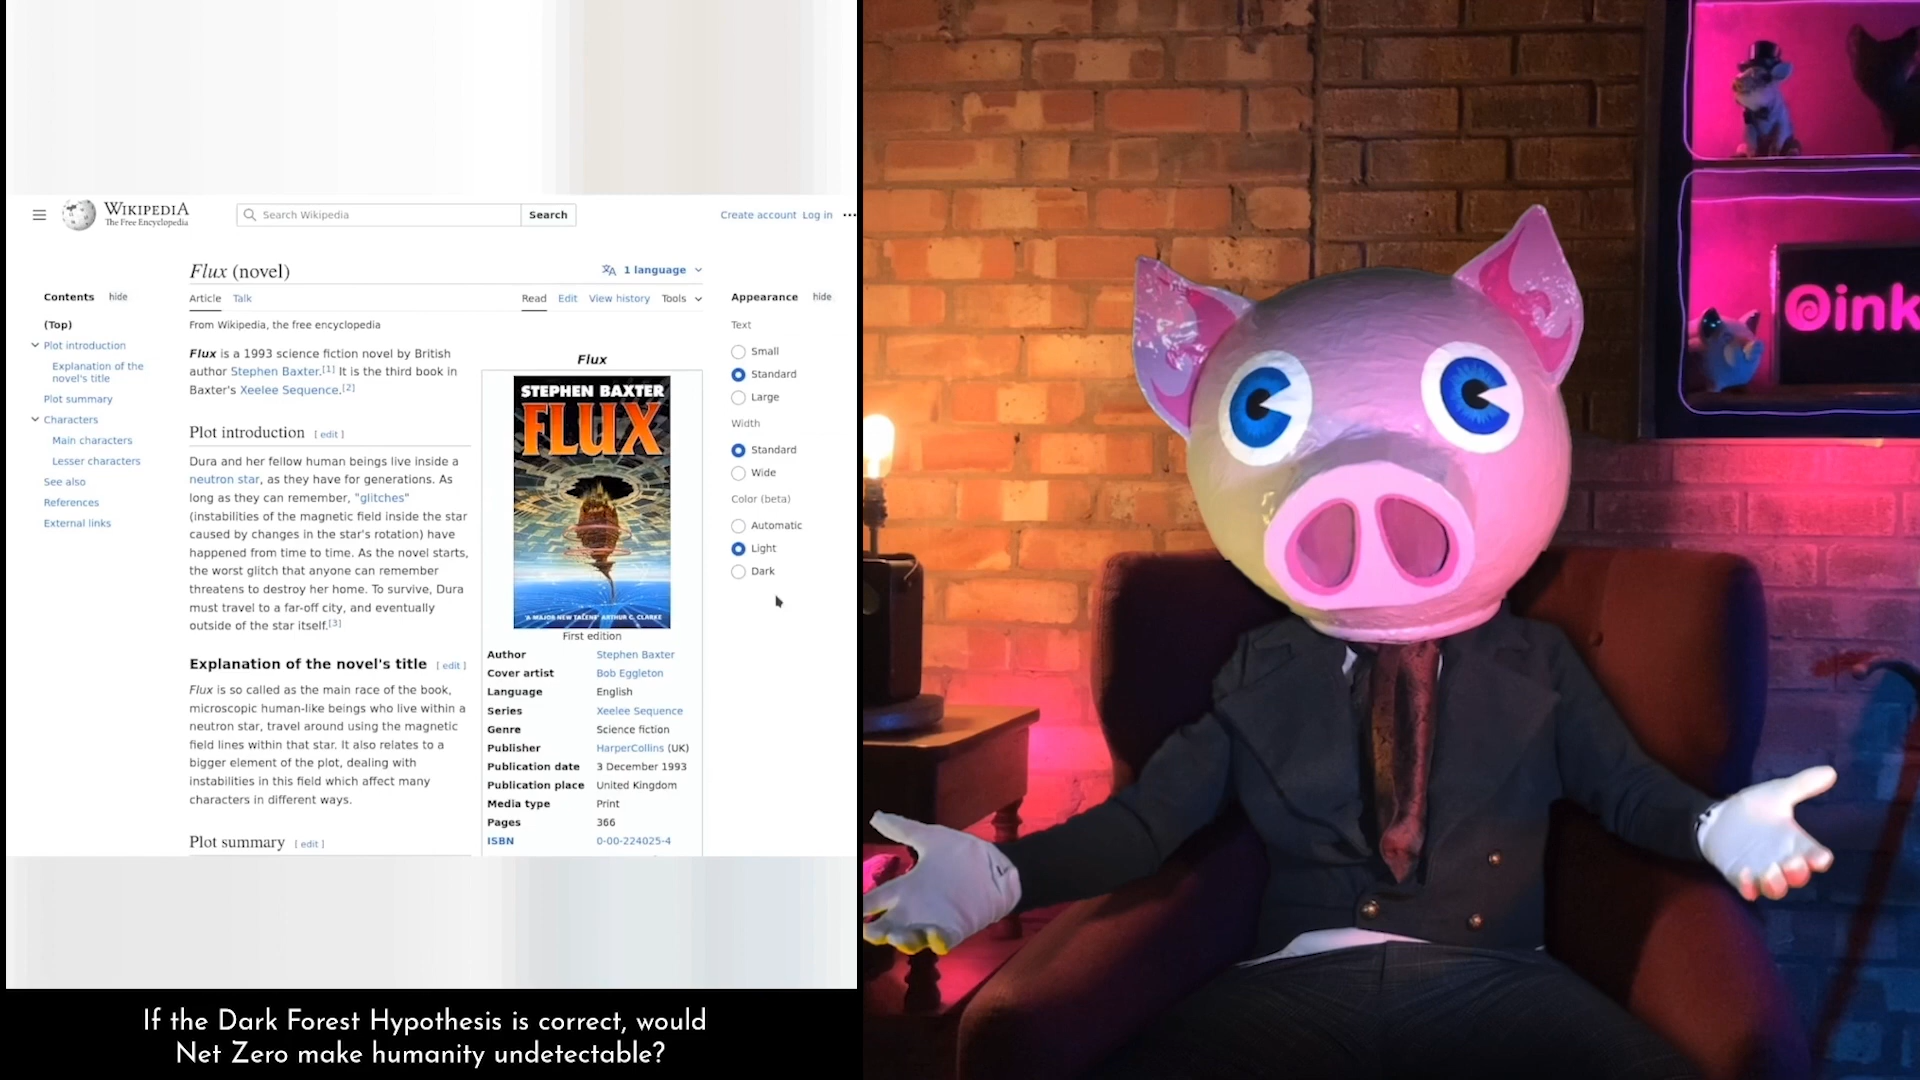 WIKIPEDIA
The Free Encyclopedia
Search Wikipedia
Search
Create account Log in
Flux (novel)
1 language
Article Talk
Read Edit View history Tools
From Wikipedia, the free encyclopedia
Contents hide
(Top)
Plot introduction
Explanation of the
novel's title
Plot summary
Characters
Main characters
Lesser characters
See also
References
External links
Flux is a 1993 science fiction novel by British
author Stephen Baxter.[1] It is the third book in
Baxter's Xeelee Sequence.[2]
Plot introduction [ edit ]
Dura and her fellow human beings live inside a
neutron star, as they have for generations. As
long as they can remember, "glitches"
(instabilities of the magnetic field inside the star
caused by changes in the star's rotation) have
happened from time to time. As the novel starts,
the worst glitch that anyone can remember
threatens to destroy her home. To survive, Dura
must travel to a far-off city, and eventually
outside of the star itself.[3]
Explanation of the novel's title [ edit ]
Flux is so called as the main race of the book,
microscopic human-like beings who live within a
neutron star, travel around using the magnetic
field lines within that star. It also relates to a
bigger element of the plot, dealing with
instabilities in this field which affect many
characters in different ways.
Plot summary [ edit ]
Flux
STEPHEN BAXTER
FLUX
'A MAJOR NEW TALENT' ARTHUR C. CLARKE
First edition
Author Stephen Baxter
Cover artist Bob Eggleton
Language English
Series Xeelee Sequence
Genre Science fiction
Publisher HarperCollins (UK)
Publication date 3 December 1993
Publication place United Kingdom
Media type Print
Pages 366
ISBN 0-00-224025-4
Appearance hide
Text
Small
Standard
Large
Width
Standard
Wide
Color (beta)
Automatic
Light
Dark
Oink
If the Dark Forest Hypothesis is correct, would
Net Zero make humanity undetectable?